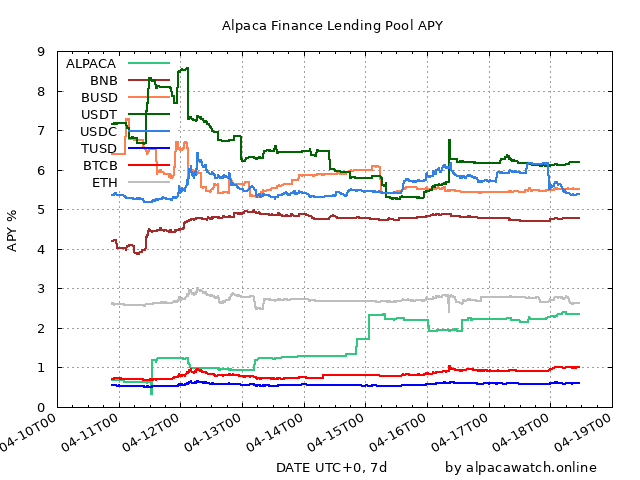 Alpaca Finance Lending Pool APY
9
8
7
6
5
4
3
2
1
0
APY %
ALPACA
BNB
BUSD
USDT
USDC
TUSD
BTCB
ETH
04-10T00
04-11T00
04-12T00
04-13T00
04-14T00
04-15T00
04-16T00
04-17T00
04-18T00
04-19T00
DATE UTC+0, 7d
by alpacawatch.online